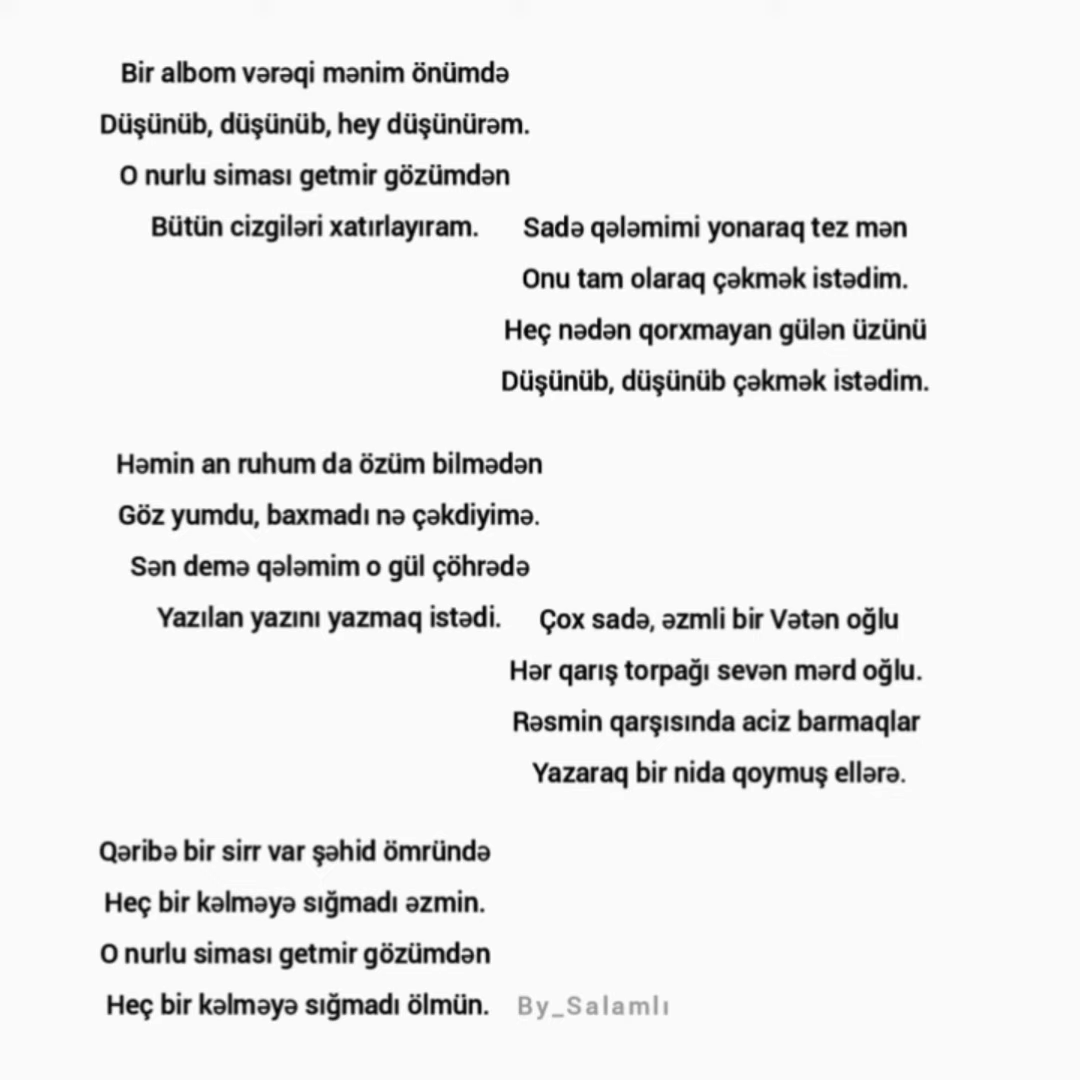 Bir albom vərəqi mənim önümdə
Düşünüb, düşünüb, hey düşünürəm.
O nurlu siması getmir gözümdən
Bütün cizgiləri xatırlayıram.
Sadə qələmimi yonaraq tez mən
Onu tam olaraq çəkmək istədim.
Heç nədən qorxmayan gülən üzünü
Düşünüb, düşünüb çəkmək istədim.
Həmin an ruhum da özüm bilmədən
Göz yumdu, baxmadı nə çəkdiyimə.
Sən demə qələmim o gül çöhrədə
Yazılan yazını yazmaq istədi.
Çox sadə, əzmli bir Vətən oğlu
Hər qarış torpağı sevən mərd oğlu.
Rəsmin qarşısında aciz barmaqlar
Yazaraq bir nida qoymuş ellərə.
Qəribə bir sirr var şəhid ömründə
Heç bir kəlməyə sığmadı əzmin.
O nurlu siması getmir gözümdən
Heç bir kəlməyə sığmadı ölmün.
By_Salamlı